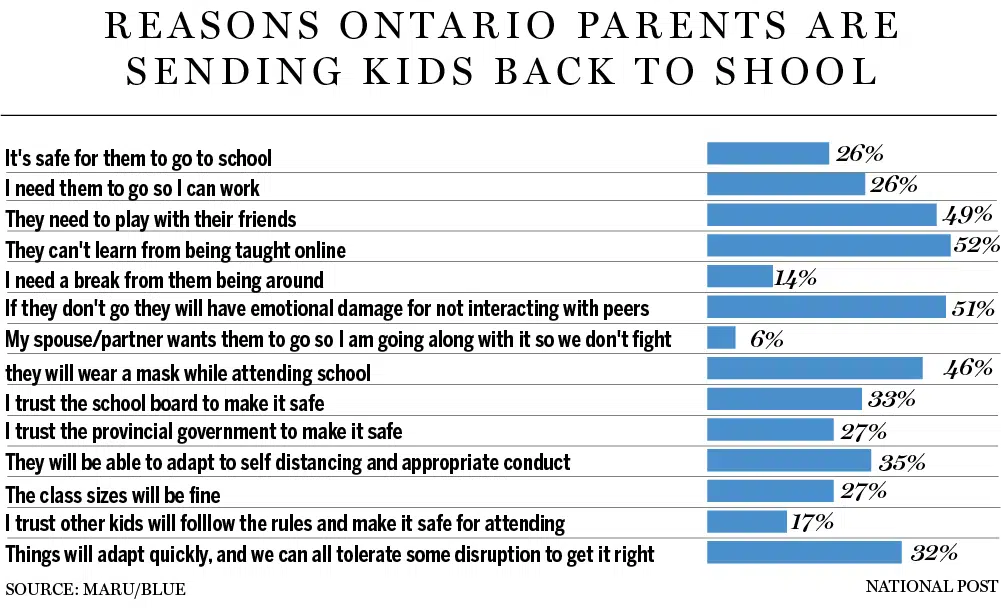 REASONS ONTARIO PARENTS ARE
SENDING KIDS BACK TO SHOOL
It's safe for them to go to school 26%
I need them to go so I can work 26%
They need to play with their friends 49%
They can't learn from being taught online 52%
I need a break from them being around 14%
If they don't go they will have emotional damage for not interacting with peers 51%
My spouse/partner wants them to go so I am going along with it so we don't fight 6%
they will wear a mask while attending school 46%
I trust the school board to make it safe 33%
I trust the provincial government to make it safe 27%
They will be able to adapt to self distancing and appropriate conduct 35%
The class sizes will be fine 27%
I trust other kids will folllow the rules and make it safe for attending 17%
Things will adapt quickly, and we can all tolerate some disruption to get it right 32%
SOURCE: MARU/BLUE NATIONAL POST